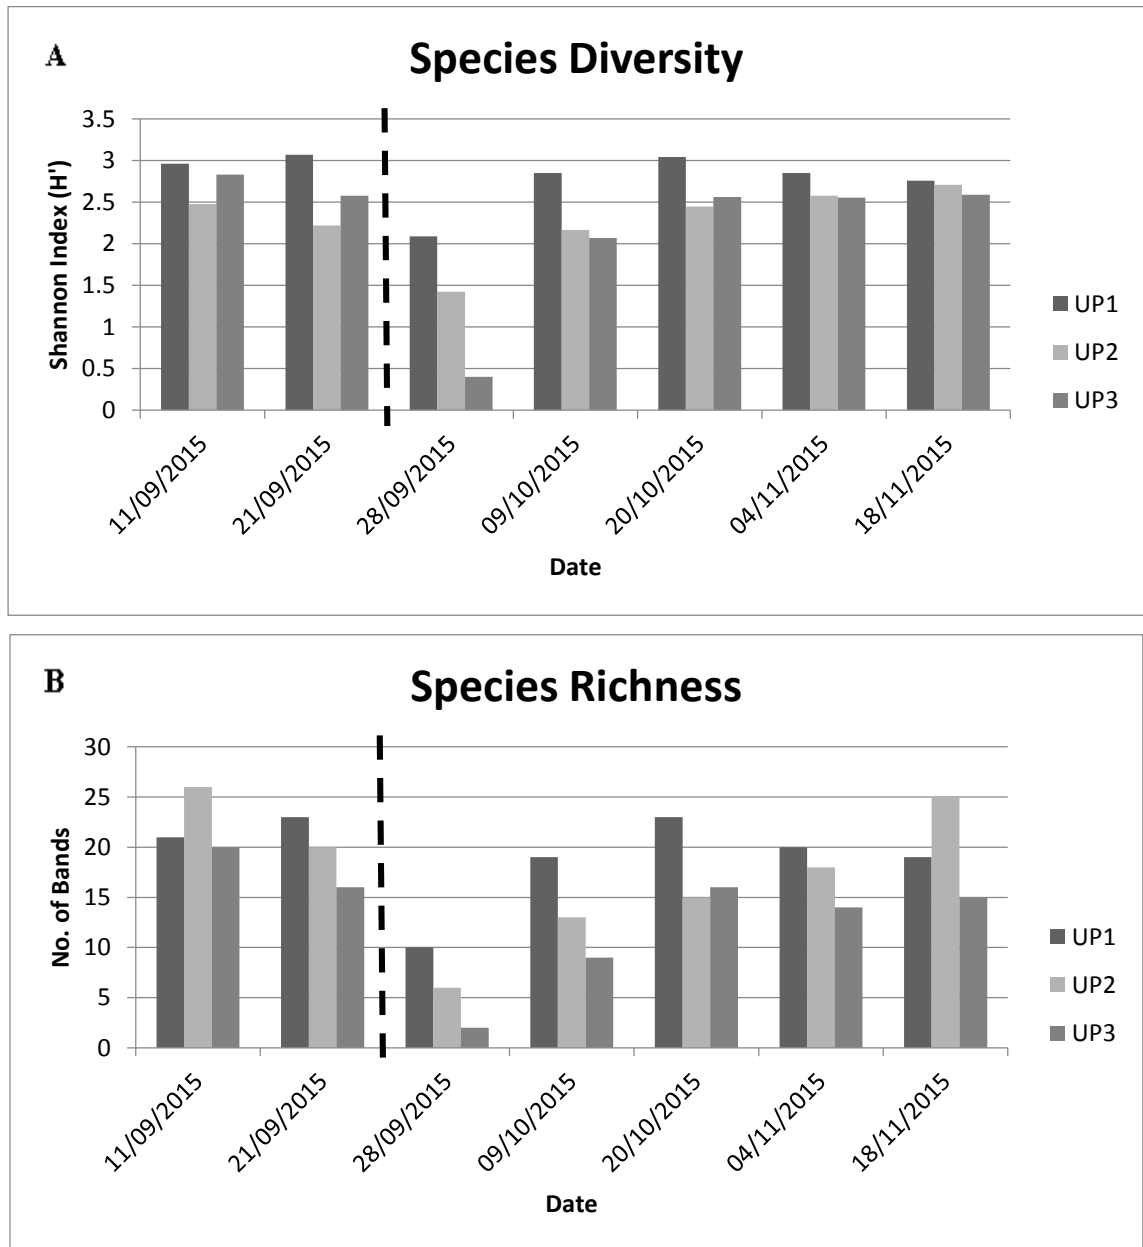 A
Species Diversity
3.5
3
2.5
2
1.5
1
0.5
0
Shannon Index (H')
11/09/2015
21/09/2015
28/09/2015
09/10/2015
20/10/2015
04/11/2015
18/11/2015
Date
UP1
UP2
UP3
B
Species Richness
30
25
20
15
10
5
0
No. of Bands
11/09/2015
21/09/2015
28/09/2015
09/10/2015
20/10/2015
04/11/2015
18/11/2015
Date
UP1
UP2
UP3